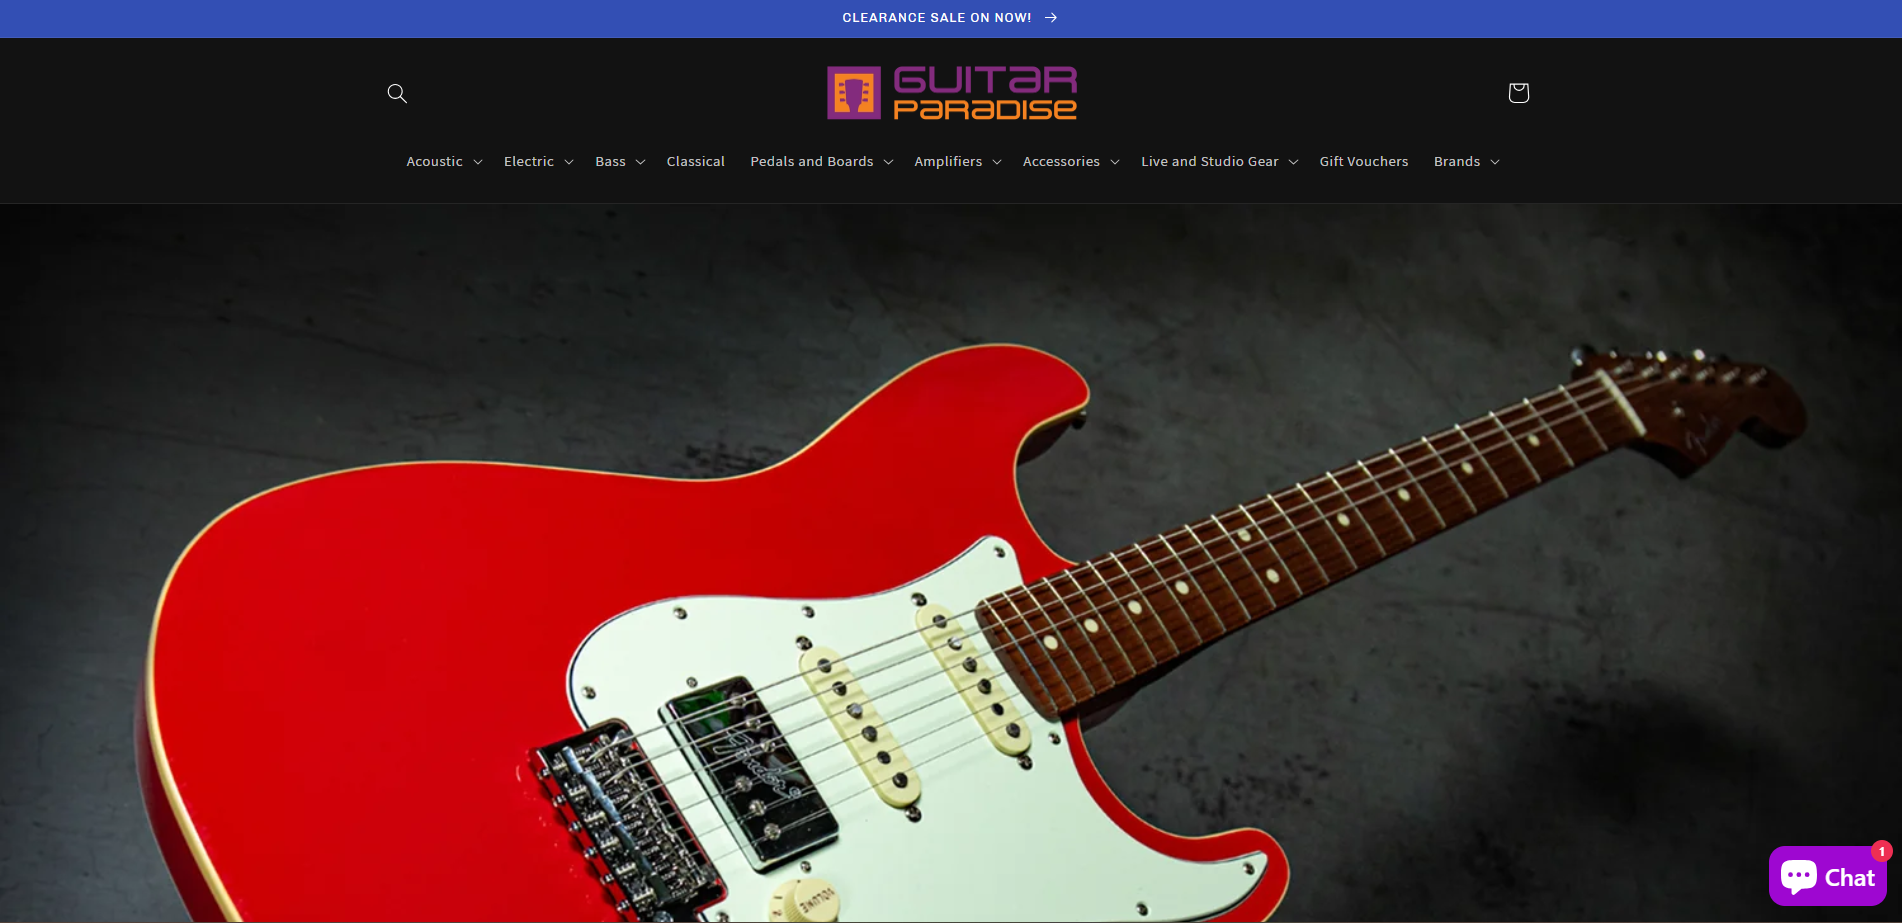 CLEARANCE SALE ON NOW!
GUITAR
PARADISE
Acoustic Electric Bass Classical Pedals and Boards Amplifiers Accessories Live and Studio Gear Gift Vouchers Brands
Fender
Fender
VOLUME
1
Chat